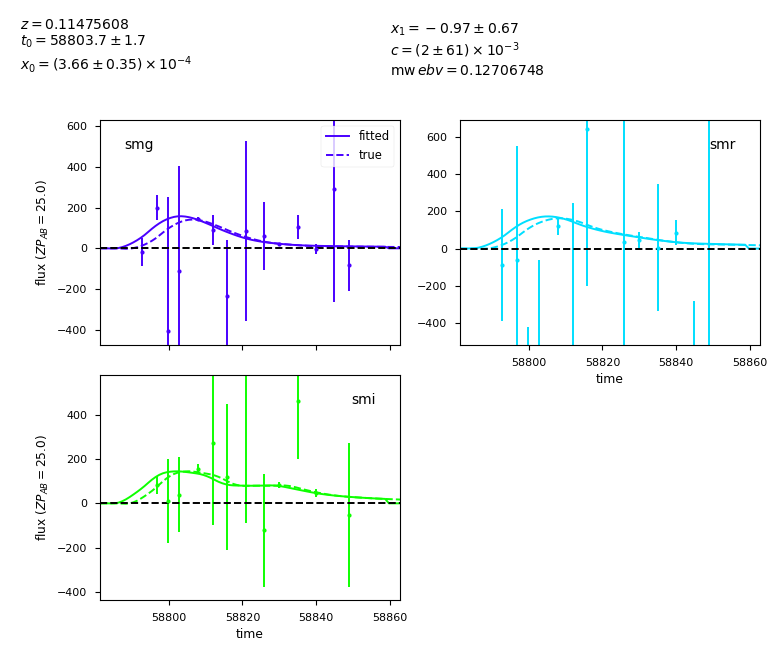 z = 0.11475608
t₀ = 58803.7 ± 1.7
x₀ = (3.66 ± 0.35) × 10⁻⁴
x₁ = −0.97 ± 0.67
c = (2 ± 61) × 10⁻³
mw ebv = 0.12706748
smg
fitted
true
600
400
200
0
−200
−400
flux (ZP_AB = 25.0)
smr
600
400
200
0
−200
−400
58800
58820
58840
58860
time
smi
400
200
0
−200
−400
flux (ZP_AB = 25.0)
58800
58820
58840
58860
time